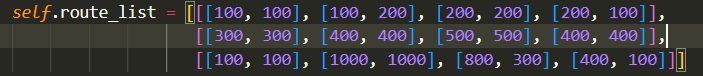 self.route_list = [[[100, 100], [100, 200], [200, 200], [200, 100]],
[[300, 300], [400, 400], [500, 500], [400, 400]],
[[100, 100], [1000, 1000], [800, 300], [400, 100]]]